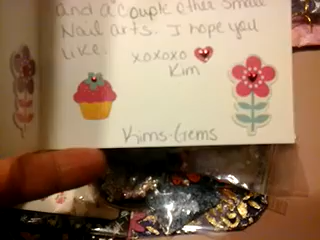 and a couple other small
Nail arts. I hope you
like.
xoxoxo
Kim
Kims-Gems